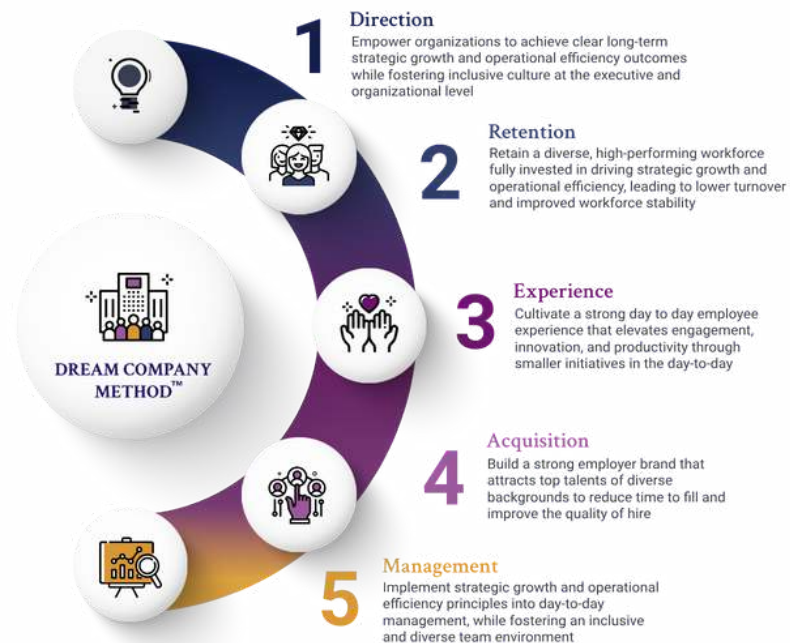 1
Direction
Empower organizations to achieve clear long-term
strategic growth and operational efficiency outcomes
while fostering inclusive culture at the executive and
organizational level
2
Retention
Retain a diverse, high-performing workforce
fully invested in driving strategic growth and
operational efficiency, leading to lower turnover
and improved workforce stability
DREAM COMPANY
METHOD™
3
Experience
Cultivate a strong day to day employee
experience that elevates engagement,
innovation, and productivity through
smaller initiatives in the day-to-day
4
Acquisition
Build a strong employer brand that
attracts top talents of diverse
backgrounds to reduce time to fill and
improve the quality of hire
5
Management
Implement strategic growth and operational
efficiency principles into day-to-day
management, while fostering an inclusive
and diverse team environment